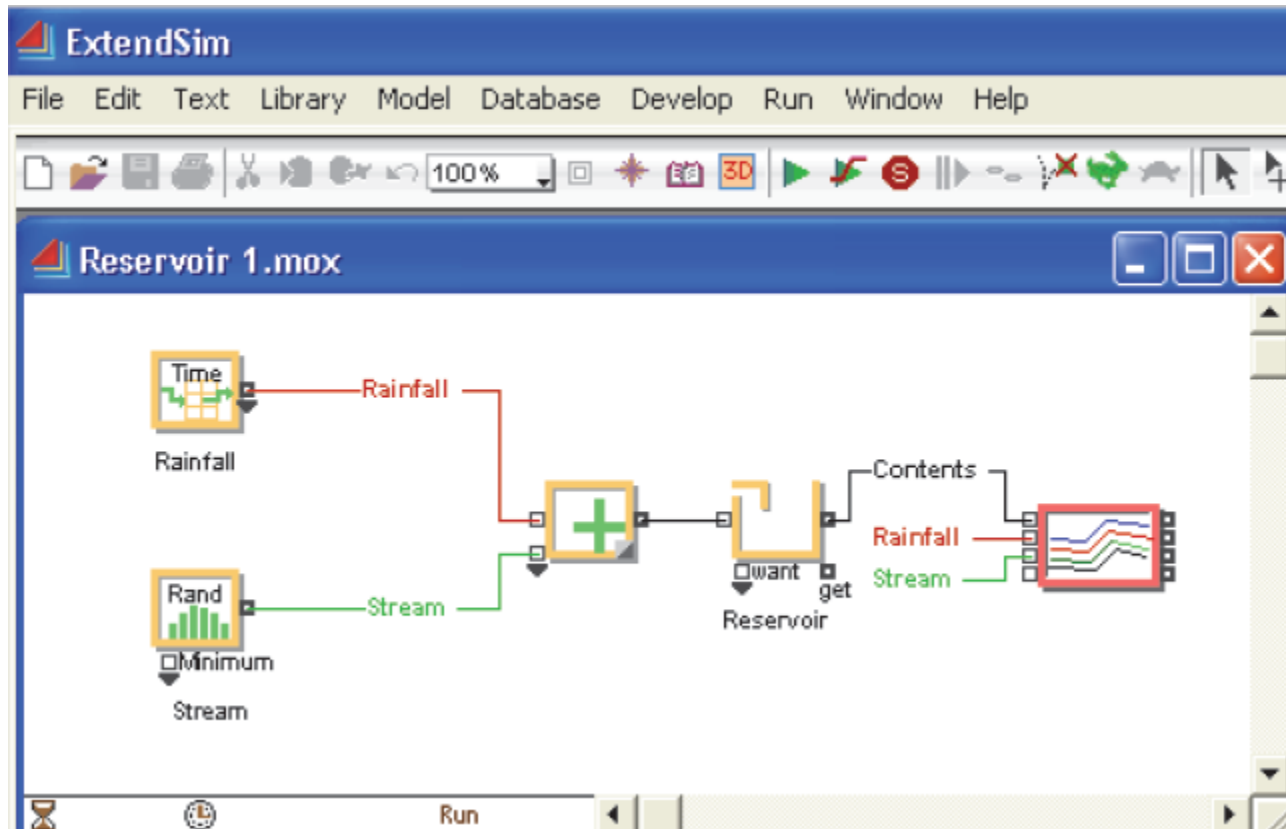 ExtendSim
File Edit Text Library Model Database Develop Run Window Help
100% 3D S
Reservoir 1.mox
Time
Rainfall
Rainfall
Contents
Rainfall
Stream
Rand
Stream
want
get
Minimum
Reservoir
Stream
Run